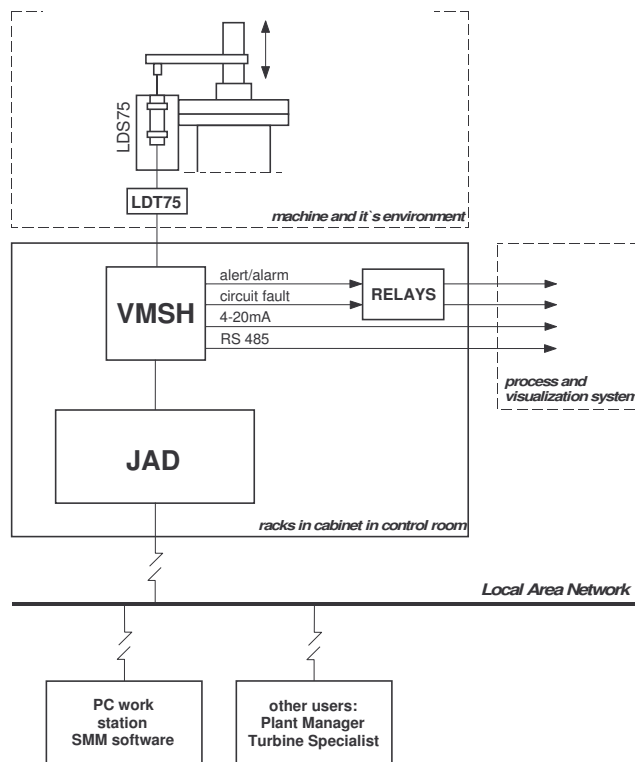 LDS75
LDT75
machine and it`s environment
alert/alarm
circuit fault
4-20mA
RS 485
VMSH
RELAYS
process and
visualization system
JAD
racks in cabinet in control room
Local Area Network
PC work
station
SMM software
other users:
Plant Manager
Turbine Specialist